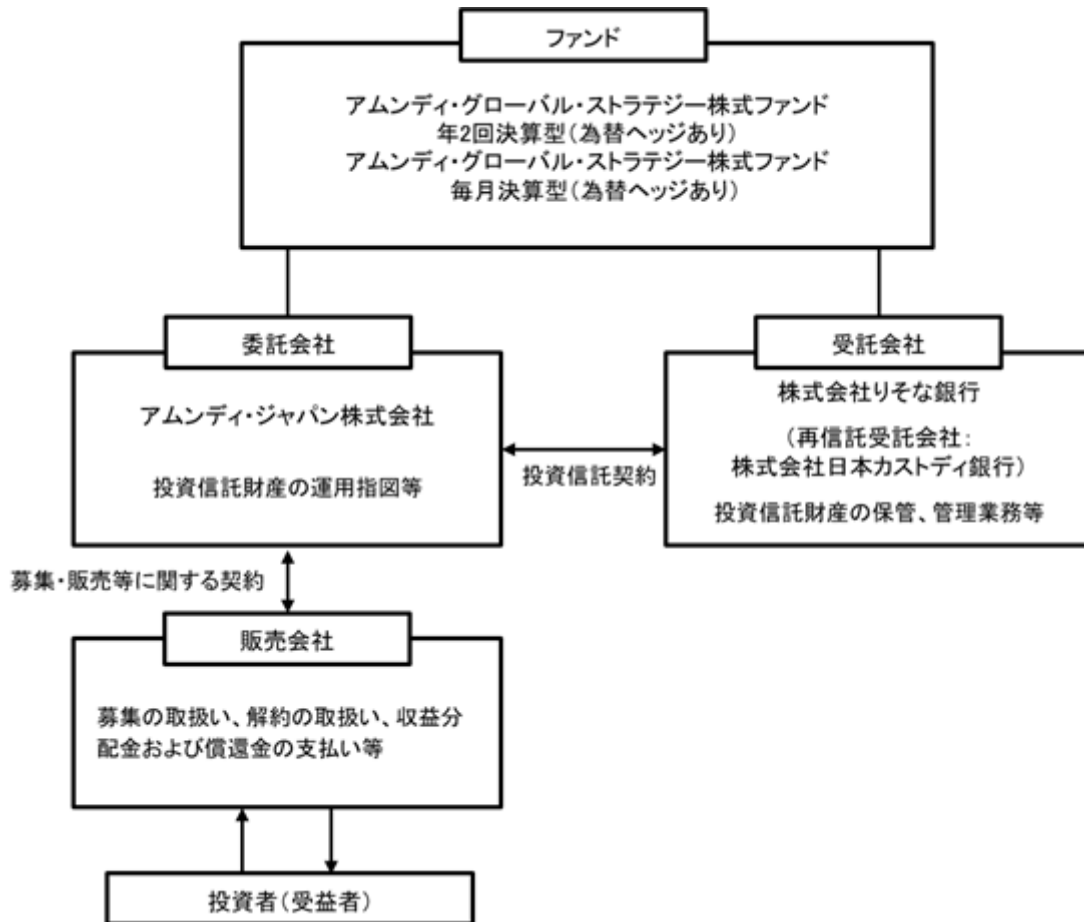 ファンド
アムンディ・グローバル・ストラテジー株式ファンド
年2回決算型(為替ヘッジあり)
アムンディ・グローバル・ストラテジー株式ファンド
毎月決算型(為替ヘッジあり)
委託会社
アムンディ・ジャパン株式会社
投資信託財産の運用指図等
投資信託契約
受託会社
株式会社りそな銀行
(再信託受託会社:
株式会社日本カストディ銀行)
投資信託財産の保管、管理業務等
募集・販売等に関する契約
販売会社
募集の取扱い、解約の取扱い、収益分
配金および償還金の支払い等
投資者(受益者)